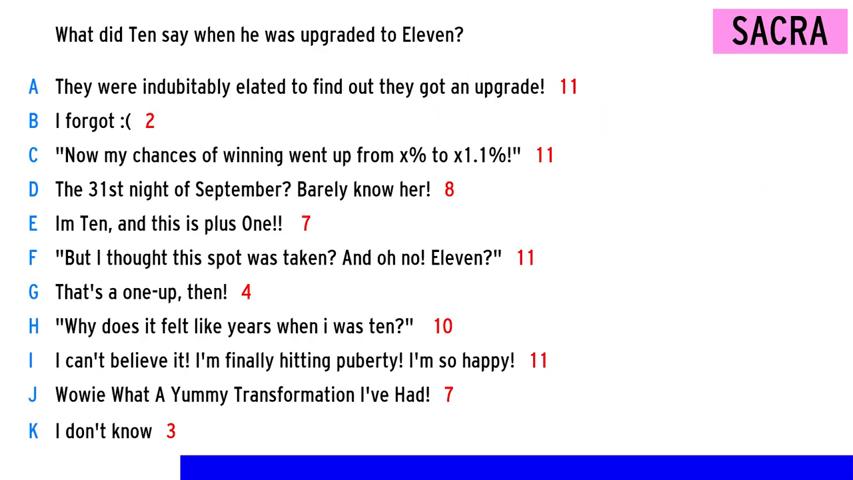 What did Ten say when he was upgraded to Eleven?
SACRA
A They were indubitably elated to find out they got an upgrade! 11
B I forgot :( 2
C "Now my chances of winning went up from x% to x1.1%!" 11
D The 31st night of September? Barely know her! 8
E Im Ten, and this is plus One!! 7
F "But I thought this spot was taken? And oh no! Eleven?" 11
G That's a one-up, then! 4
H "Why does it felt like years when i was ten?" 10
I I can't believe it! I'm finally hitting puberty! I'm so happy! 11
J Wowie What A Yummy Transformation I've Had! 7
K I don't know 3